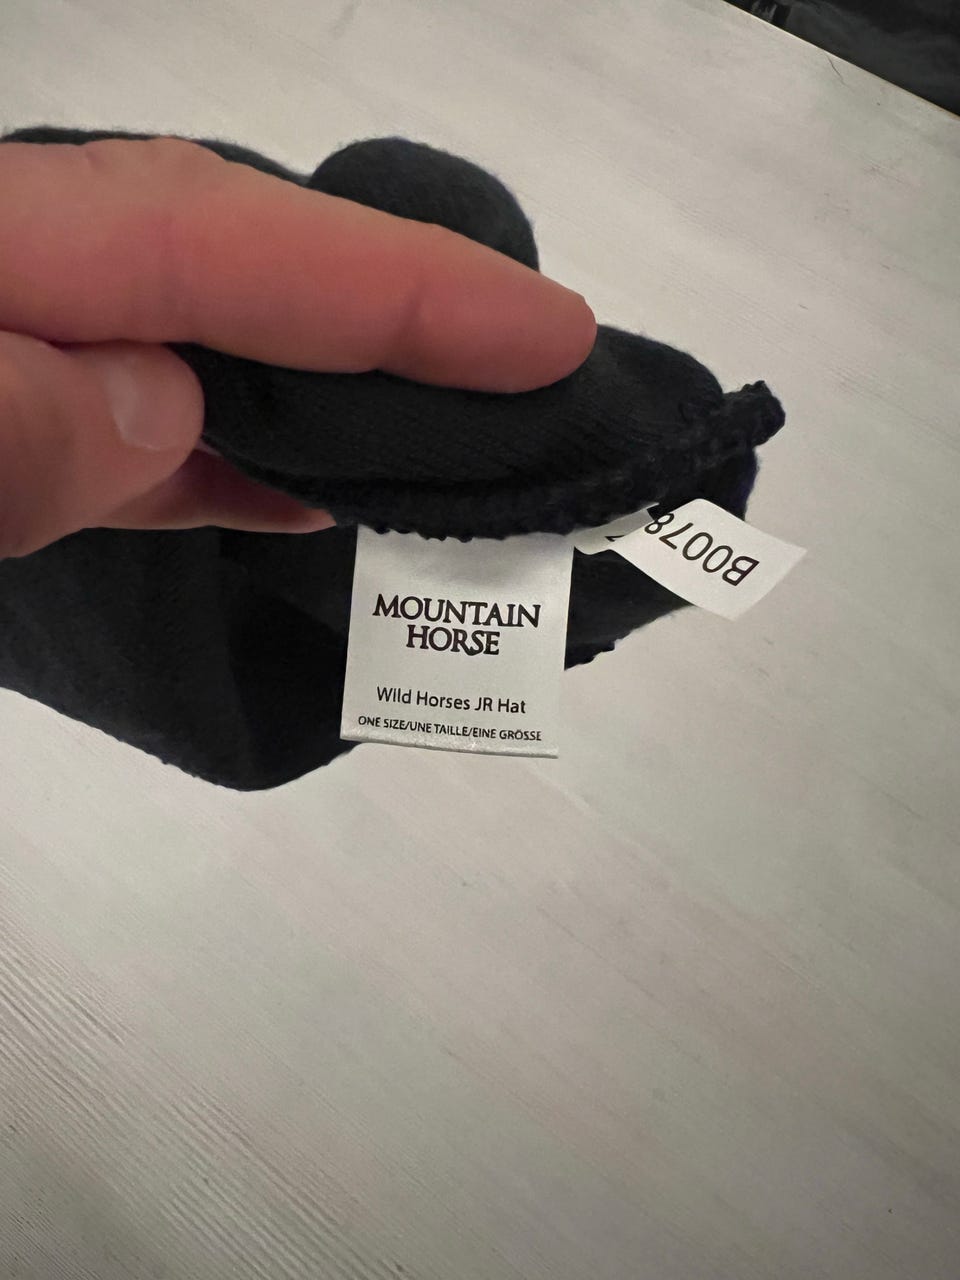 MOUNTAIN
HORSE
Wild Horses JR Hat
ONE SIZE/UNE TAILLE/EINE GRÖSSE
B0078